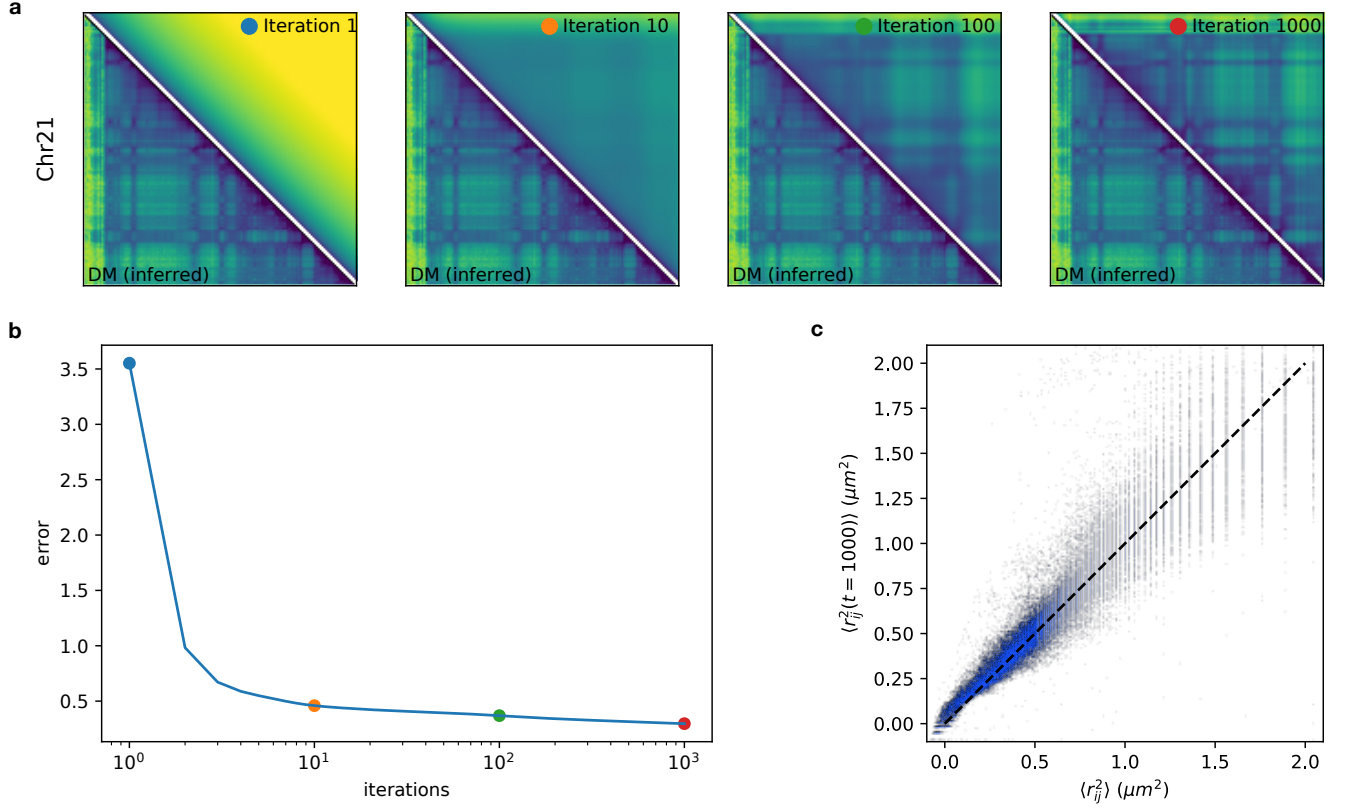 a
Iteration 1
Iteration 10
Iteration 100
Iteration 1000
Chr21
DM (inferred)
DM (inferred)
DM (inferred)
DM (inferred)
b
3.5
3.0
2.5
2.0
1.5
1.0
0.5
error
10⁰
10¹
10²
10³
iterations
c
2.00
1.75
1.50
1.25
1.00
0.75
0.50
0.25
0.00
⟨r²ᵢⱼ(t = 1000)⟩ (μm²)
0.0
0.5
1.0
1.5
2.0
⟨r²ᵢⱼ⟩ (μm²)